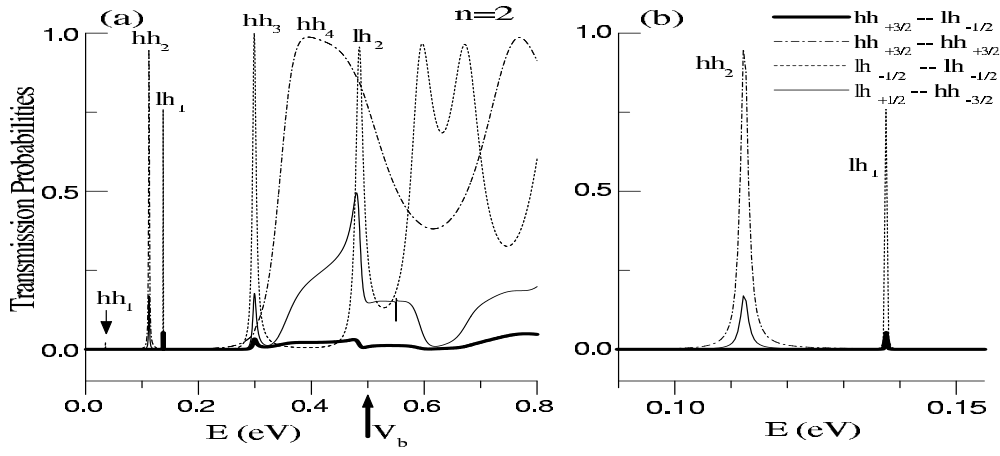 (a)
n=2
hh₁
hh₂
lh₁
hh₃
hh₄
lh₂
1.0
0.5
0.0
Transmission Probabilities
0.0 0.2 0.4 0.6 0.8
E (eV)
V_b
(b)
hh +3/2 -- lh -1/2
hh +3/2 -- hh +3/2
lh -1/2 -- lh -1/2
lh +1/2 -- hh -3/2
hh₂
lh₁
1.0
0.5
0.0
0.10 0.15
E (eV)